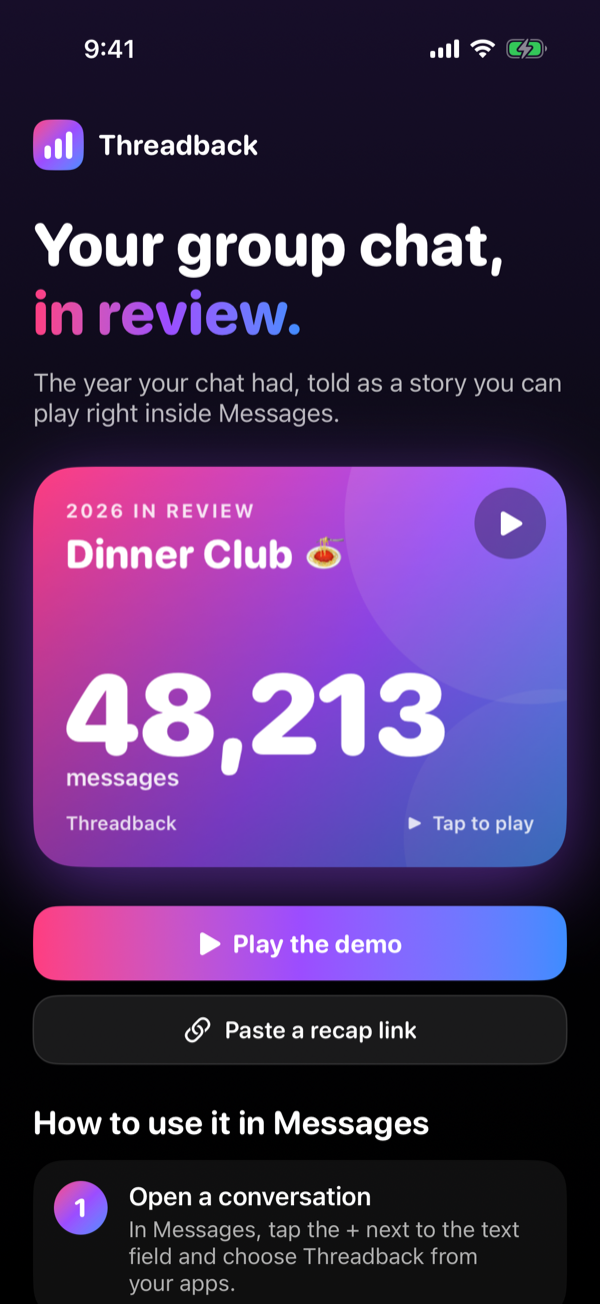 9:41
Threadback
Your group chat,
in review.
The year your chat had, told as a story you can
play right inside Messages.
2026 IN REVIEW
Dinner Club 🍝
48,213
messages
Threadback
Tap to play
Play the demo
Paste a recap link
How to use it in Messages
1
Open a conversation
In Messages, tap the + next to the text
field and choose Threadback from
your apps.